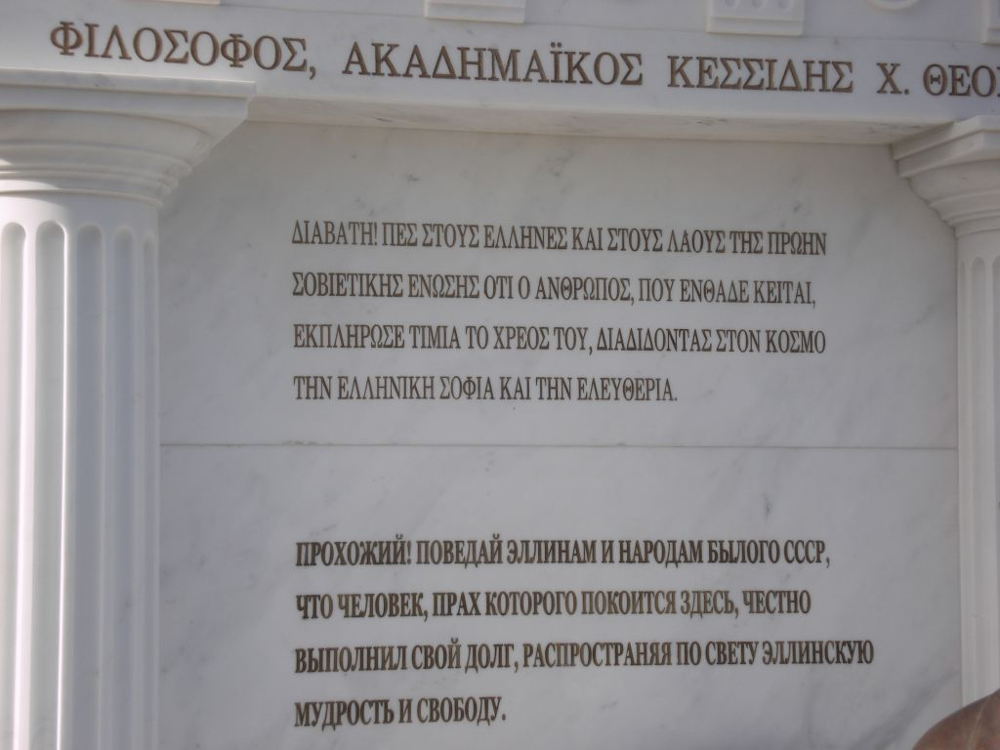 ΦΙΛΟΣΟΦΟΣ, ΑΚΑΔΗΜΑΪΚΟΣ ΚΕΣΣΙΔΗΣ Χ. ΘΕΟ
ΔΙΑΒΑΤΗ! ΠΕΣ ΣΤΟΥΣ ΕΛΛΗΝΕΣ ΚΑΙ ΣΤΟΥΣ ΛΑΟΥΣ ΤΗΣ ΠΡΩΗΝ
ΣΟΒΙΕΤΙΚΗΣ ΕΝΩΣΗΣ ΟΤΙ Ο ΑΝΘΡΩΠΟΣ, ΠΟΥ ΕΝΘΑΔΕ ΚΕΙΤΑΙ,
ΕΚΠΛΗΡΩΣΕ ΤΙΜΙΑ ΤΟ ΧΡΕΟΣ ΤΟΥ, ΔΙΑΔΙΔΟΝΤΑΣ ΣΤΟΝ ΚΟΣΜΟ
ΤΗΝ ΕΛΛΗΝΙΚΗ ΣΟΦΙΑ ΚΑΙ ΤΗΝ ΕΛΕΥΘΕΡΙΑ.
ПРОХОЖИЙ! ПОВЕДАЙ ЭЛЛИНАМ И НАРОДАМ БЫЛОГО СССР,
ЧТО ЧЕЛОВЕК, ПРАХ КОТОРОГО ПОКОИТСЯ ЗДЕСЬ, ЧЕСТНО
ВЫПОЛНИЛ СВОЙ ДОЛГ, РАСПРОСТРАНЯЯ ПО СВЕТУ ЭЛЛИНСКУЮ
МУДРОСТЬ И СВОБОДУ.